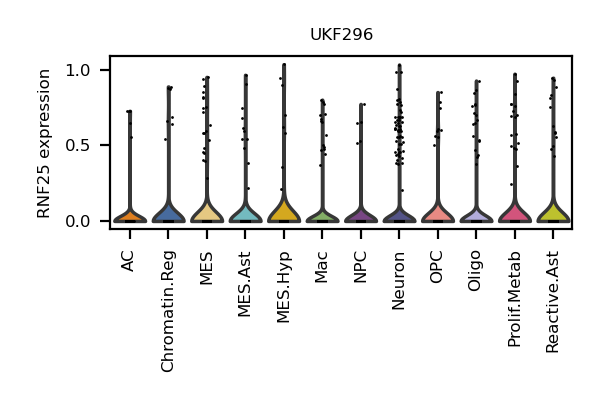 UKF296
RNF25 expression
1.0
0.5
0.0
AC
Chromatin.Reg
MES
MES.Ast
MES.Hyp
Mac
NPC
Neuron
OPC
Oligo
Prolif.Metab
Reactive.Ast